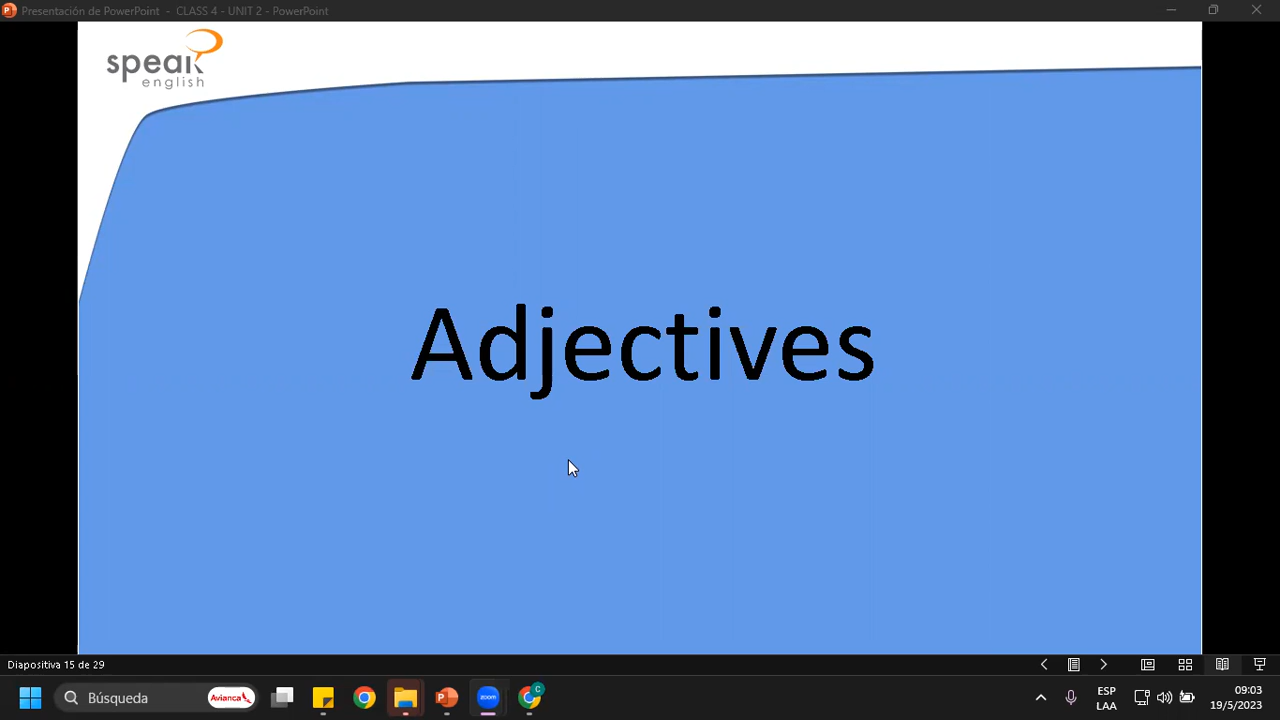 Presentación de PowerPoint - CLASS 4 - UNIT 2 - PowerPoint
speak
english
Adjectives
Diapositiva 15 de 29
Búsqueda
Avianca
zoom
C
ESP
LAA
09:03
19/5/2023